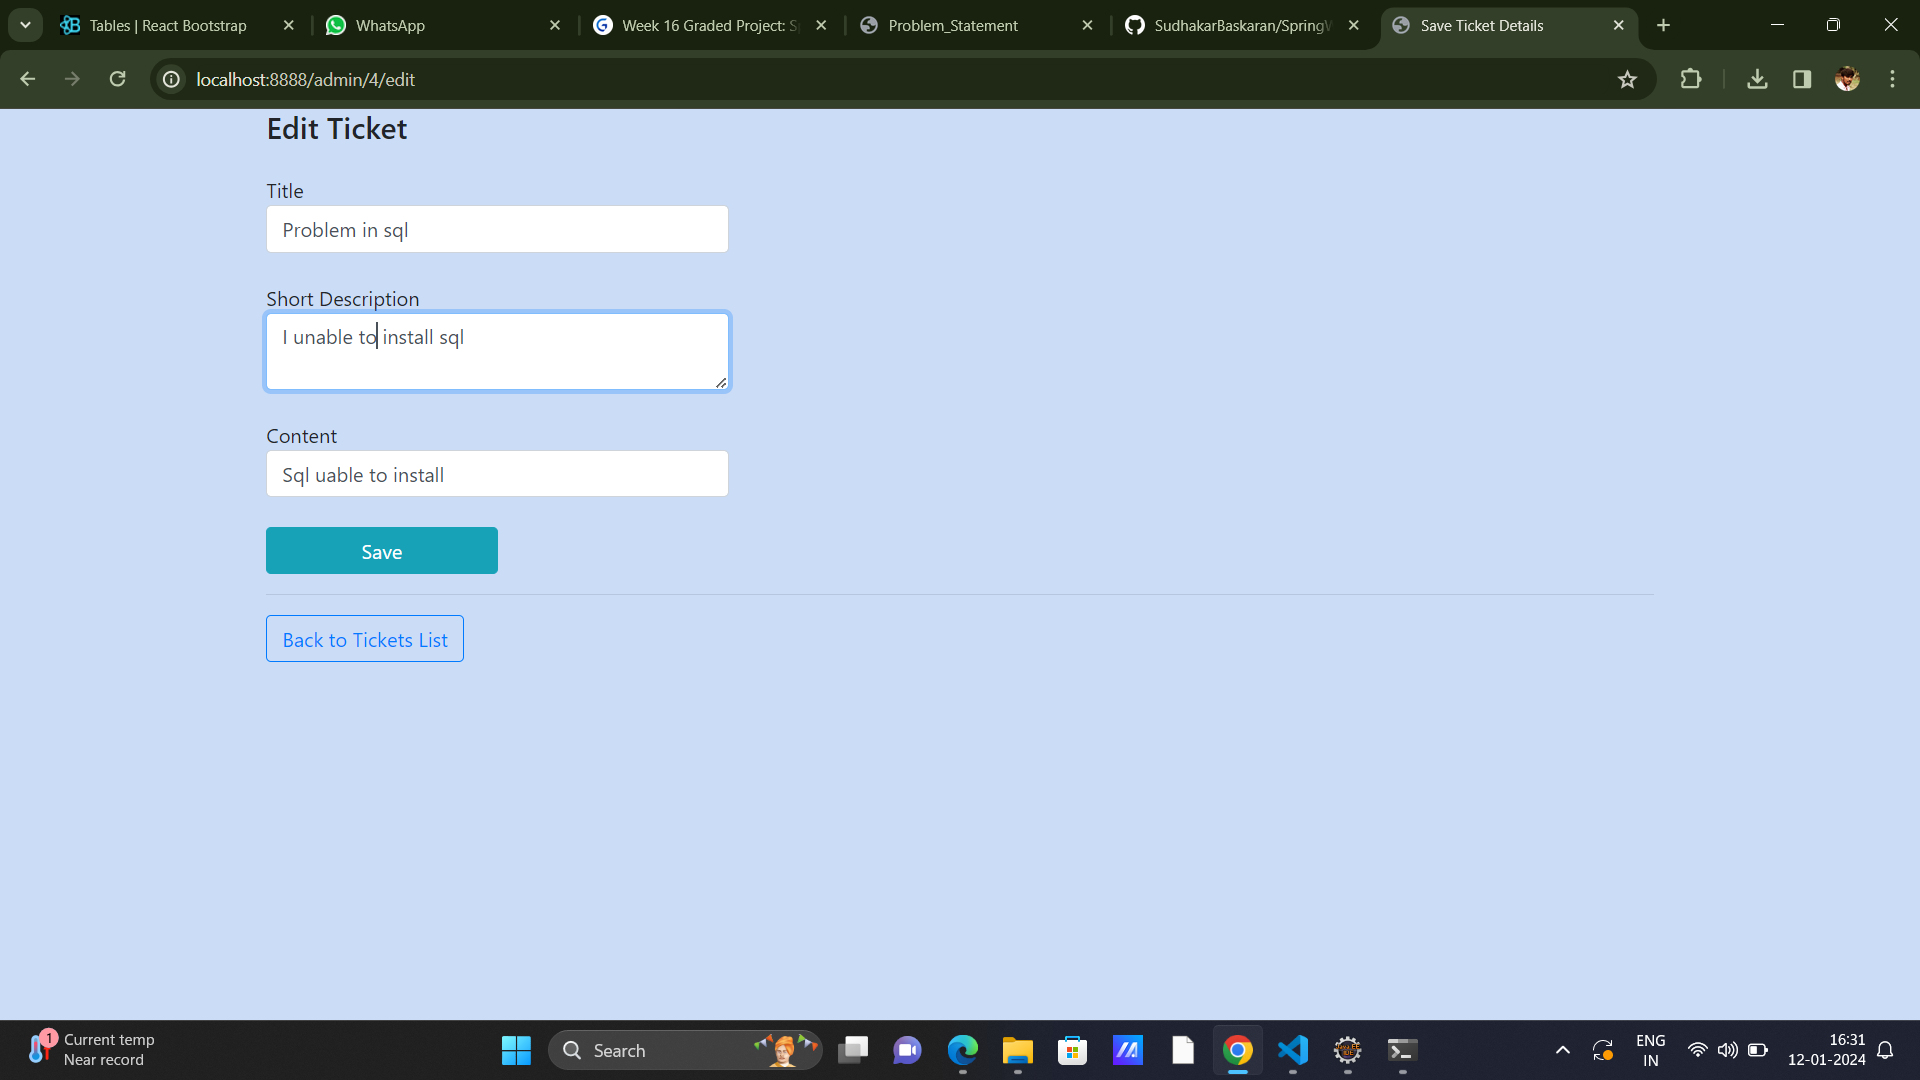 Tables | React Bootstrap
WhatsApp
Week 16 Graded Project: S
Problem_Statement
SudhakarBaskaran/SpringW
Save Ticket Details
localhost:8888/admin/4/edit
Edit Ticket
Title
Problem in sql
Short Description
I unable to install sql
Content
Sql uable to install
Save
Back to Tickets List
1
Current temp
Near record
Search
ENG
IN
16:31
12-01-2024